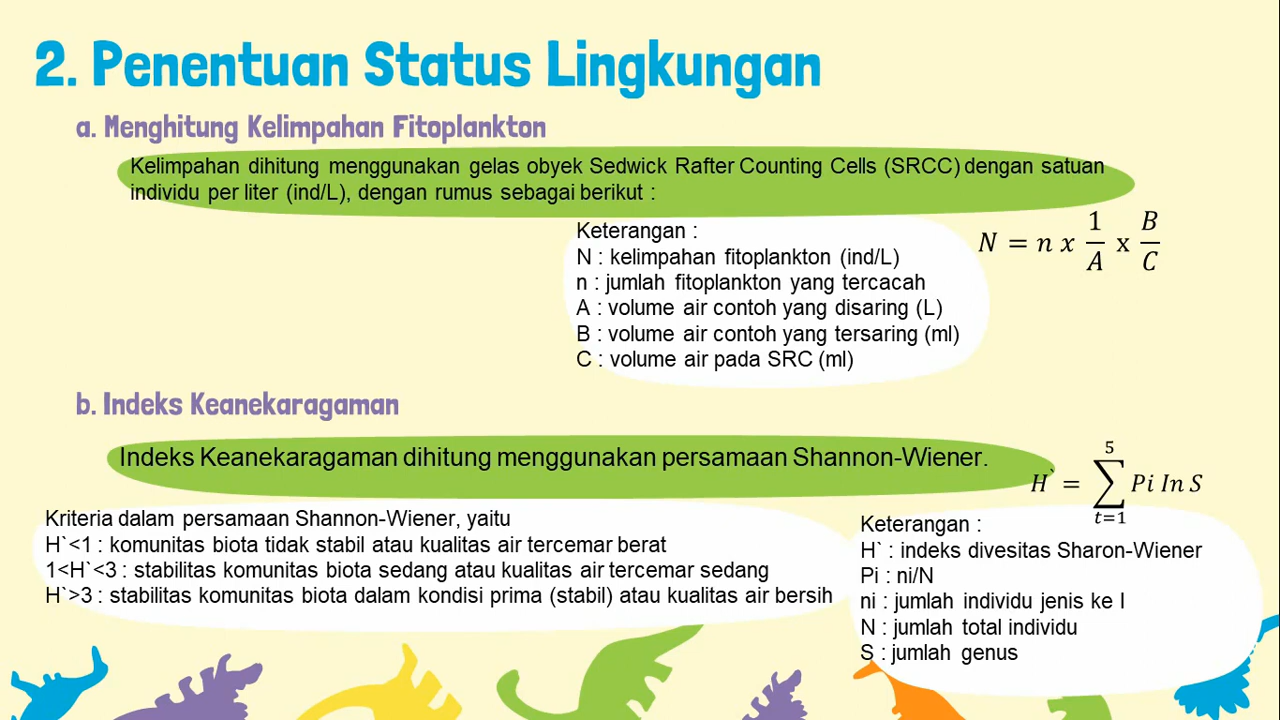 2. Penentuan Status Lingkungan
a. Menghitung Kelimpahan Fitoplankton
Kelimpahan dihitung menggunakan gelas obyek Sedwick Rafter Counting Cells (SRCC) dengan satuan
individu per liter (ind/L), dengan rumus sebagai berikut :
Keterangan :
N : kelimpahan fitoplankton (ind/L)
n : jumlah fitoplankton yang tercacah
A : volume air contoh yang disaring (L)
B : volume air contoh yang tersaring (ml)
C : volume air pada SRC (ml)
N = n x 1/A x B/C
b. Indeks Keanekaragaman
Indeks Keanekaragaman dihitung menggunakan persamaan Shannon-Wiener.
H` = ∑ t=1 5 Pi In S
Kriteria dalam persamaan Shannon-Wiener, yaitu
H`<1 : komunitas biota tidak stabil atau kualitas air tercemar berat
1<H`<3 : stabilitas komunitas biota sedang atau kualitas air tercemar sedang
H`>3 : stabilitas komunitas biota dalam kondisi prima (stabil) atau kualitas air bersih
Keterangan :
H` : indeks divesitas Sharon-Wiener
Pi : ni/N
ni : jumlah individu jenis ke I
N : jumlah total individu
S : jumlah genus